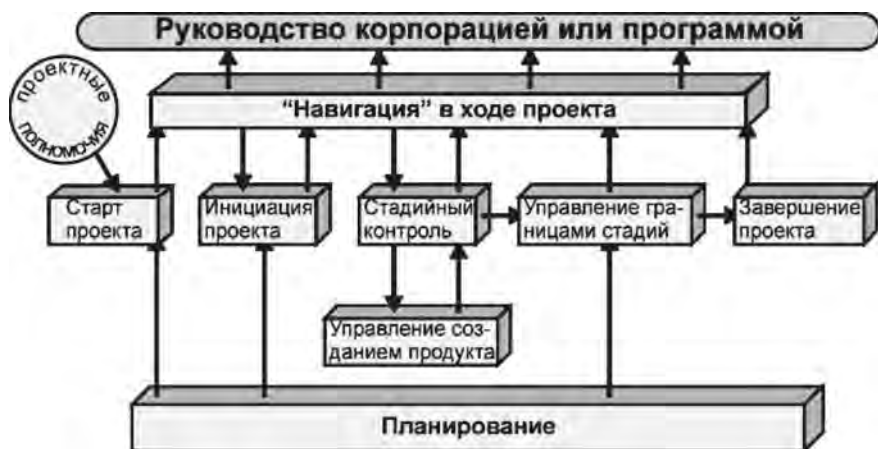 Руководство корпорацией или программой
проектные
полномочия
“Навигация” в ходе проекта
Старт
проекта
Инициация
проекта
Стадийный
контроль
Управление гра-
ницами стадий
Завершение
проекта
Управление соз-
данием продукта
Планирование